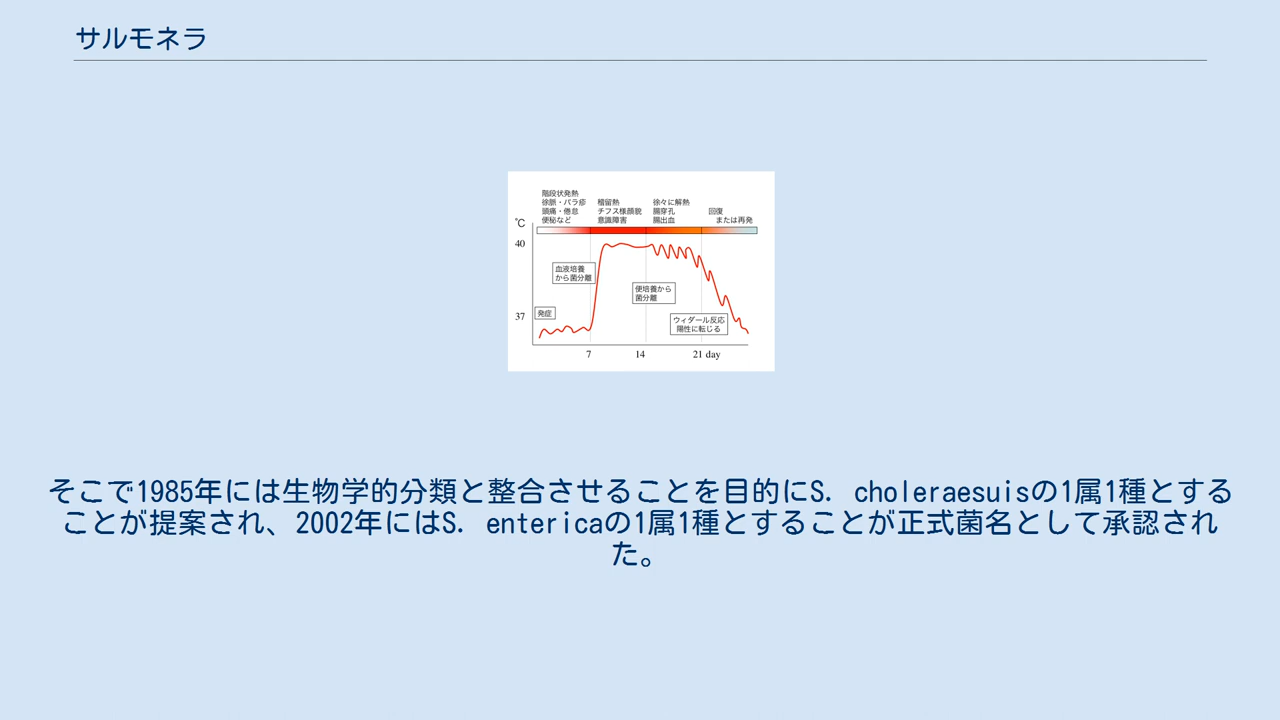 サルモネラ
階段状発熱
徐脈・バラ疹
頭痛・倦怠
便秘など
稽留熱
チフス様顔貌
意識障害
徐々に解熱
腸穿孔
腸出血
回復
または再発
℃
40
37
血液培養
から菌分離
発症
便培養から
菌分離
ウィダール反応
陽性に転じる
7 14 21 day
そこで1985年には生物学的分類と整合させることを目的にS. choleraesuisの1属1種とする
ことが提案され、2002年にはS. entericaの1属1種とすることが正式菌名として承認され
た。